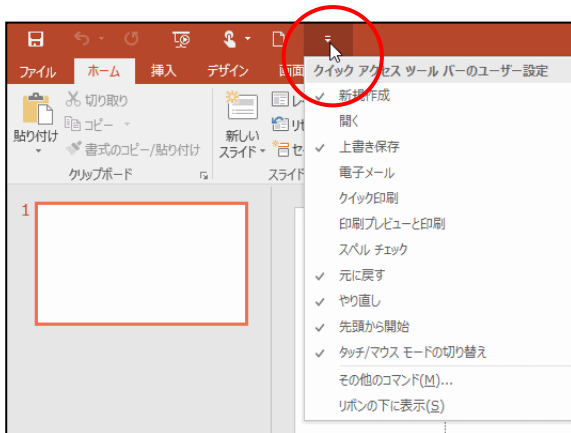 ファイル ホーム 挿入 デザイン 画面
クイック アクセス ツール バーのユーザー設定
切り取り
コピー
書式のコピー/貼り付け
貼り付け
クリップボード
新しい
スライド
レ
リセ
セ
スライド
新規作成
開く
上書き保存
電子メール
クイック印刷
印刷プレビューと印刷
スペル チェック
元に戻す
やり直し
先頭から開始
タッチ/マウス モードの切り替え
その他のコマンド(M)...
リボンの下に表示(S)
1